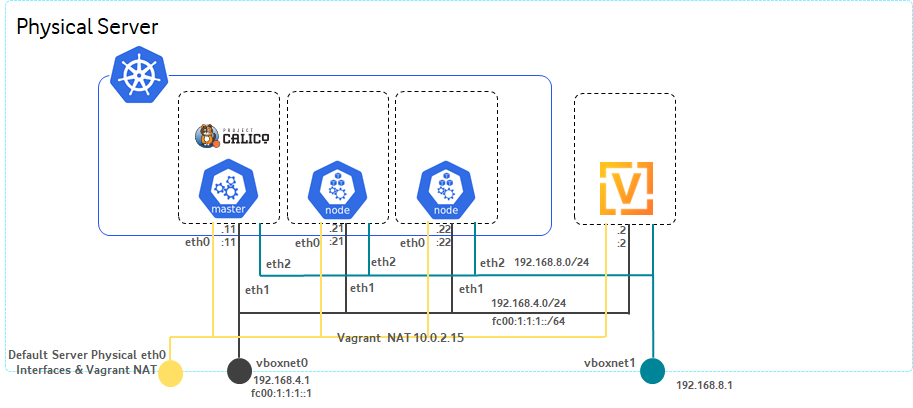 Physical Server
PROJECT
CALICO
master
node
node
V
.11
:11
.21
:21
.22
:22
.2
:2
eth0
eth0
eth0
eth2
eth2
eth2
192.168.8.0/24
eth1
eth1
eth1
192.168.4.0/24
fc00:1:1:1::/64
Vagrant NAT 10.0.2.15
Default Server Physical eth0
Interfaces & Vagrant NAT
vboxnet0
192.168.4.1
fc00:1:1:1::1
vboxnet1
192.168.8.1